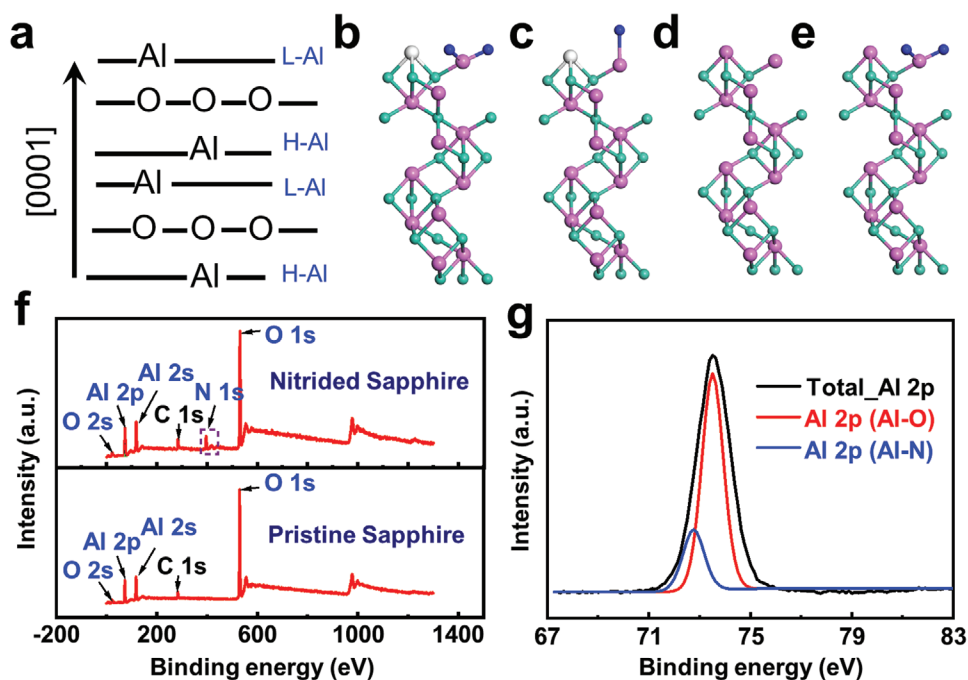 a
b
c
d
e
[0001]
Al
L-Al
O O O
Al
H-Al
Al
L-Al
O O O
Al
H-Al
f
Intensity (a.u.)
O 1s
Nitrided Sapphire
Al 2p
Al 2s
N 1s
C 1s
O 2s
O 1s
Pristine Sapphire
Al 2s
Al 2p
C 1s
O 2s
-200 200 600 1000 1400
Binding energy (eV)
g
Intensity (a.u.)
Total_Al 2p
Al 2p (Al-O)
Al 2p (Al-N)
67 71 75 79 83
Binding energy (eV)